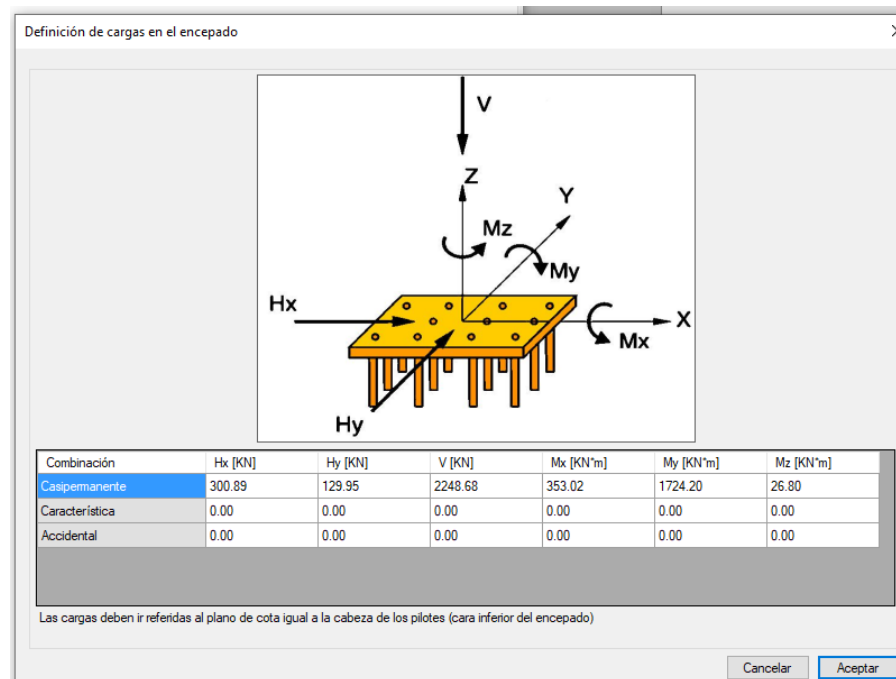 Definición de cargas en el encepado
V
Z
Y
Mz
My
Hx
X
Mx
Hy
Combinación Hx [KN] Hy [KN] V [KN] Mx [KN*m] My [KN*m] Mz [KN*m]
Casipermanente 300.89 129.95 2248.68 353.02 1724.20 26.80
Característica 0.00 0.00 0.00 0.00 0.00 0.00
Accidental 0.00 0.00 0.00 0.00 0.00 0.00
Las cargas deben ir referidas al plano de cota igual a la cabeza de los pilotes (cara inferior del encepado)
Cancelar Aceptar